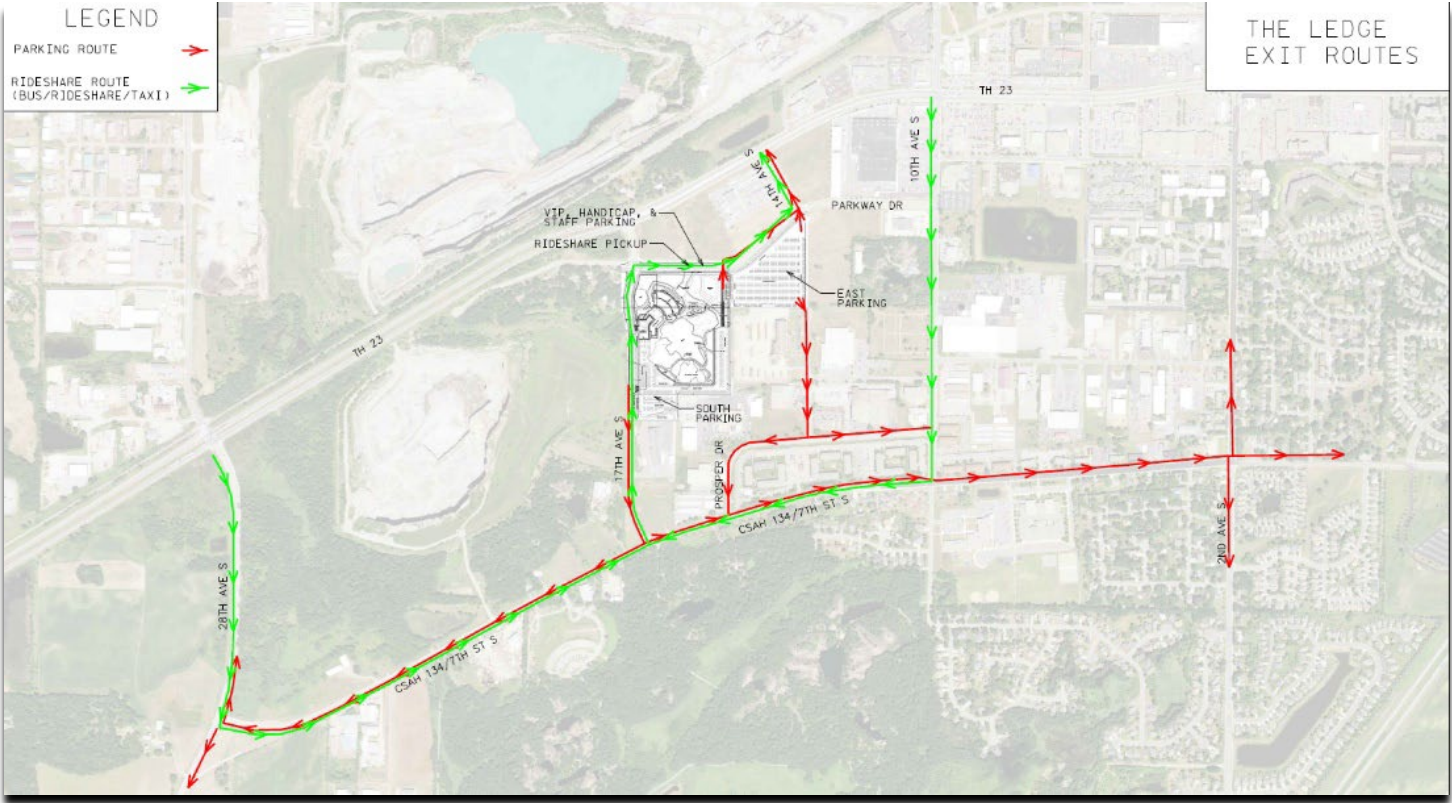 LEGEND
PARKING ROUTE
RIDESHARE ROUTE
(BUS/RIDESHARE/TAXI)
THE LEDGE
EXIT ROUTES
TH 23
10TH AVE S
14TH AVE S
PARKWAY DR
VIP, HANDICAP, &
STAFF PARKING
RIDESHARE PICKUP
EAST
PARKING
TH 23
SOUTH
PARKING
17TH AVE S
PROSPER DR
CSAH 134/7TH ST S
2ND AVE S
28TH AVE S
CSAH 134/7TH ST S